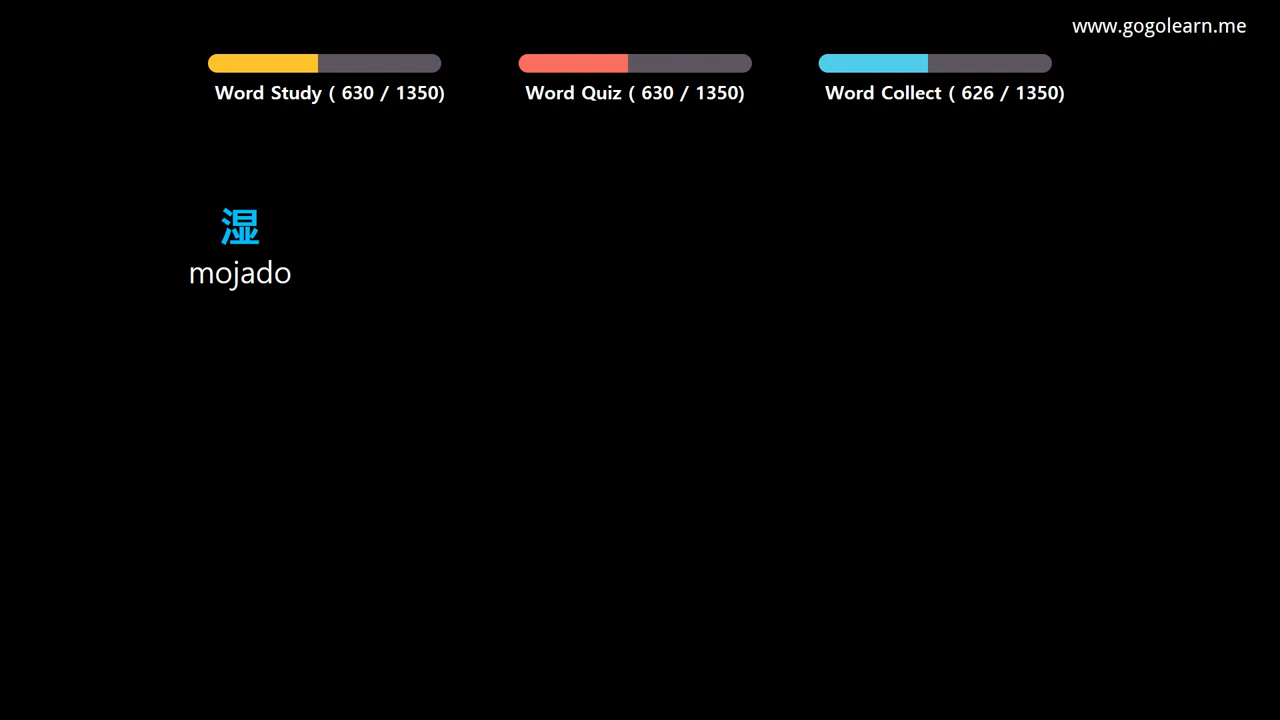 www.gogolearn.me
Word Study ( 630 / 1350)
Word Quiz ( 630 / 1350)
Word Collect ( 626 / 1350)
湿
mojado